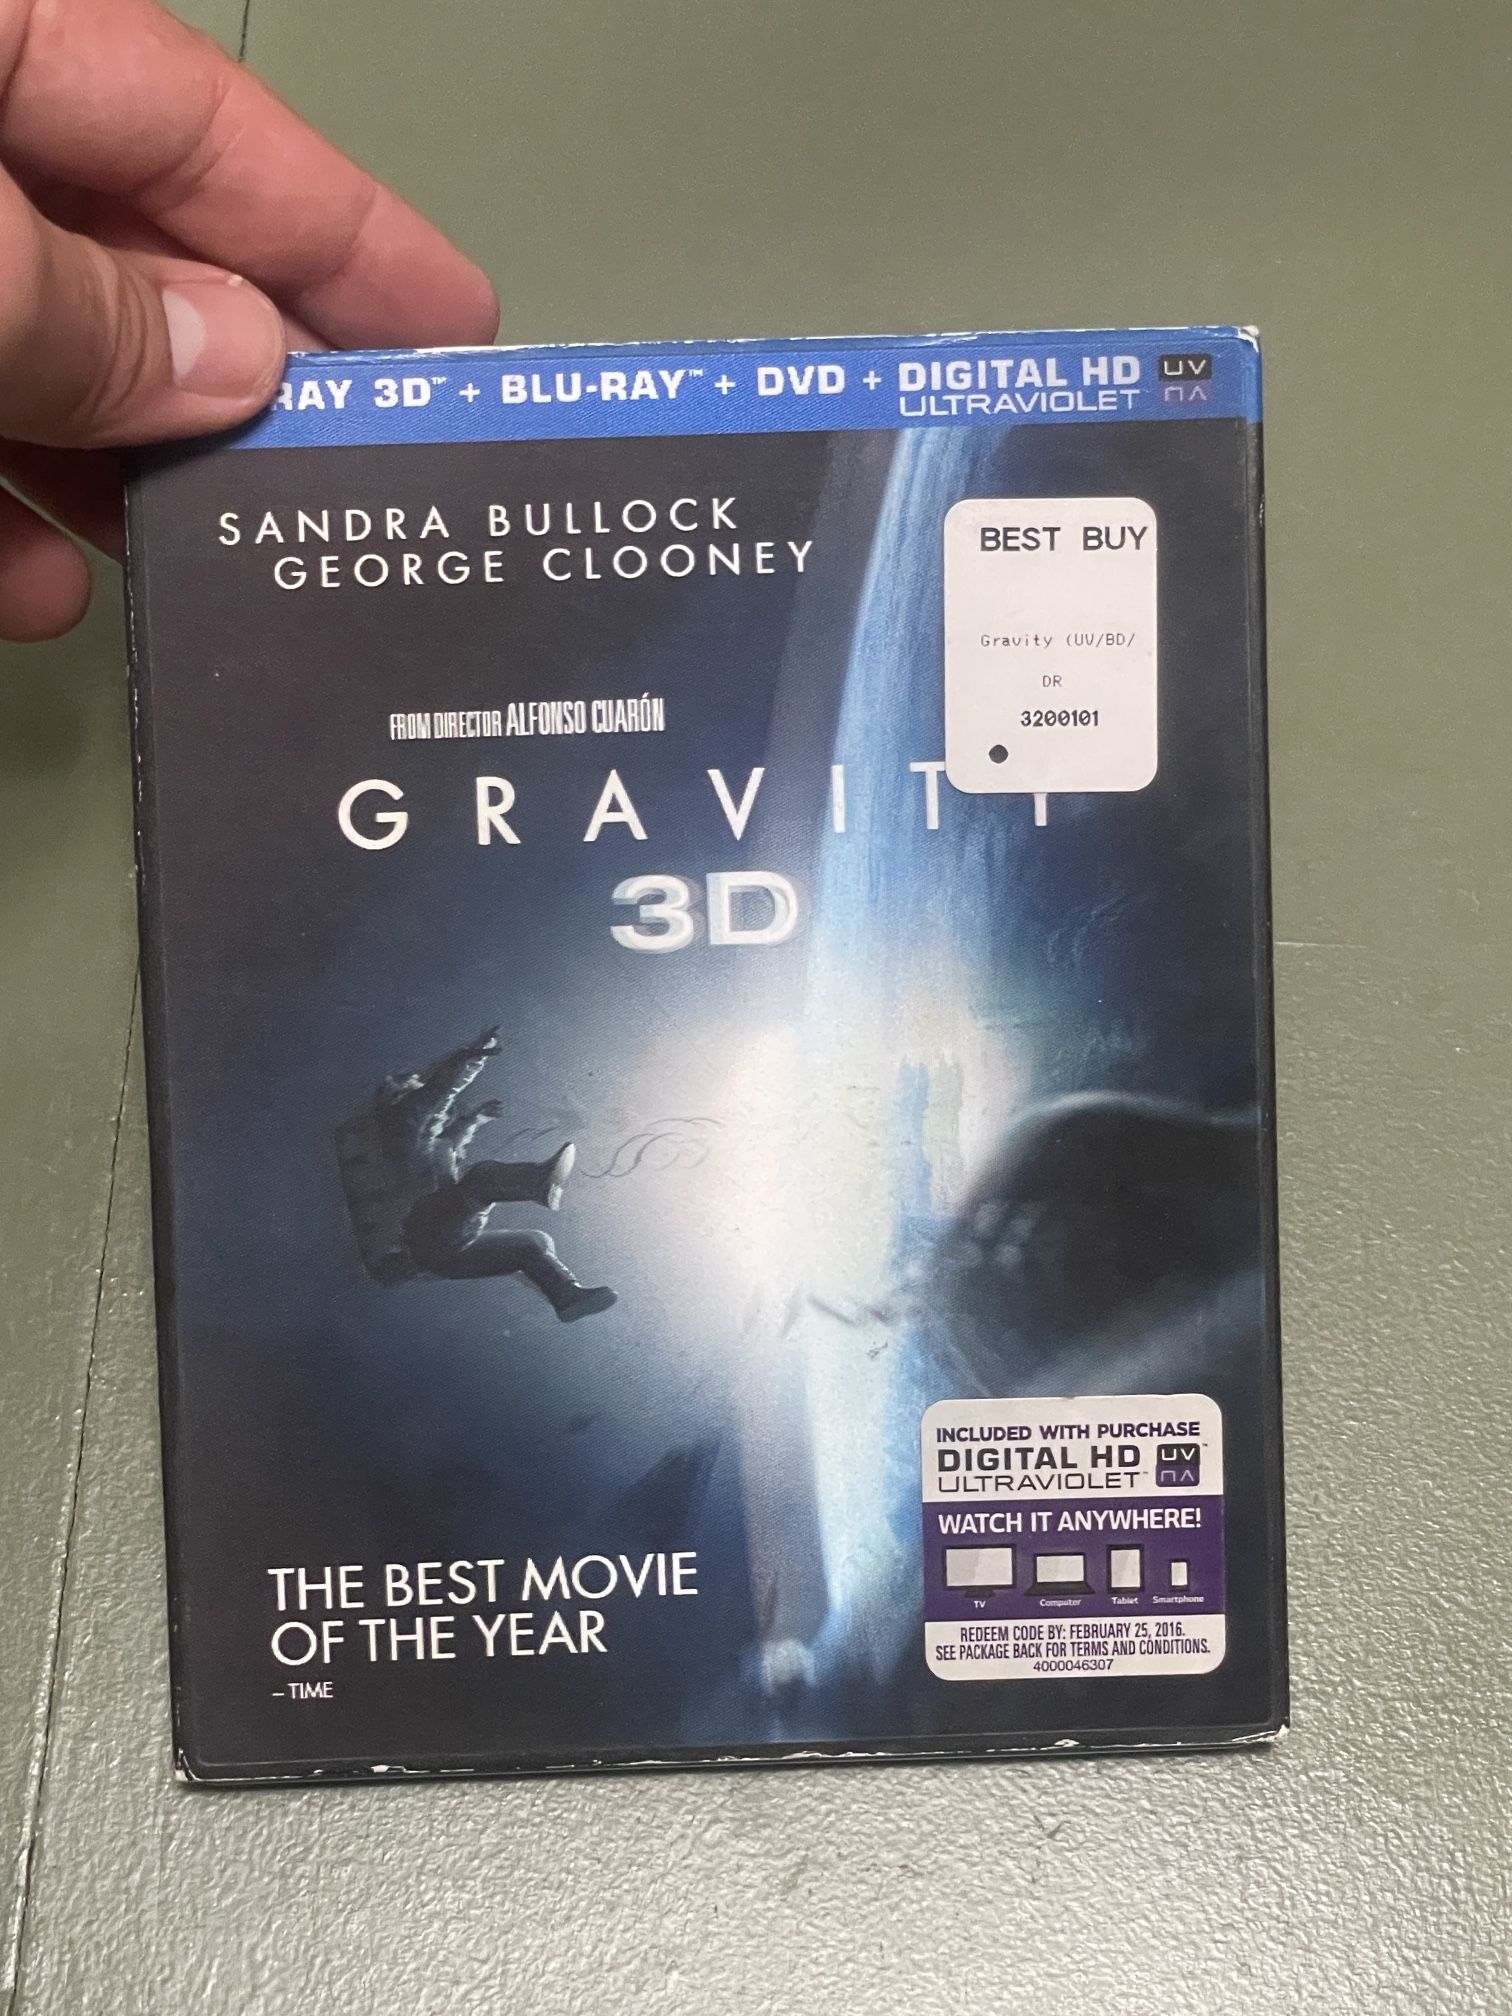 RAY 3D™ + BLU-RAY™ + DVD + DIGITAL HD UV
ULTRAVIOLET
SANDRA BULLOCK
GEORGE CLOONEY
BEST BUY
Gravity (UV/BD/
DR
3200101
FROM DIRECTOR ALFONSO CUARÓN
GRAVITY
3D
INCLUDED WITH PURCHASE
DIGITAL HD UV™
ULTRAVIOLET™
WATCH IT ANYWHERE!
TV Computer Tablet Smartphone
REDEEM CODE BY: FEBRUARY 25, 2016.
SEE PACKAGE BACK FOR TERMS AND CONDITIONS.
4000046307
THE BEST MOVIE
OF THE YEAR
– TIME